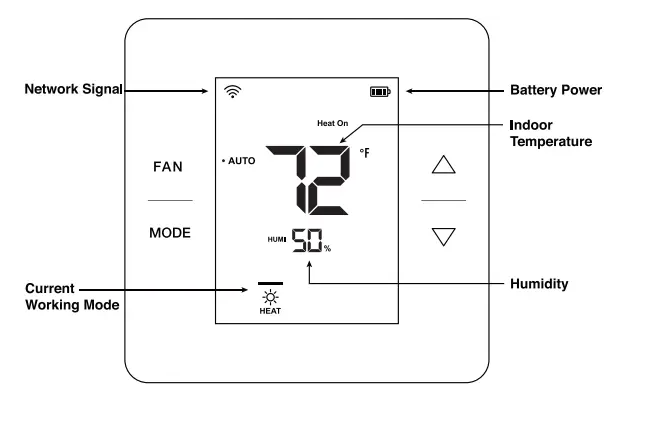 Network Signal
Battery Power
Heat On
Indoor
Temperature
FAN
• AUTO
72 °F
MODE
HUMI 50 %
Current
Working Mode
Humidity
HEAT